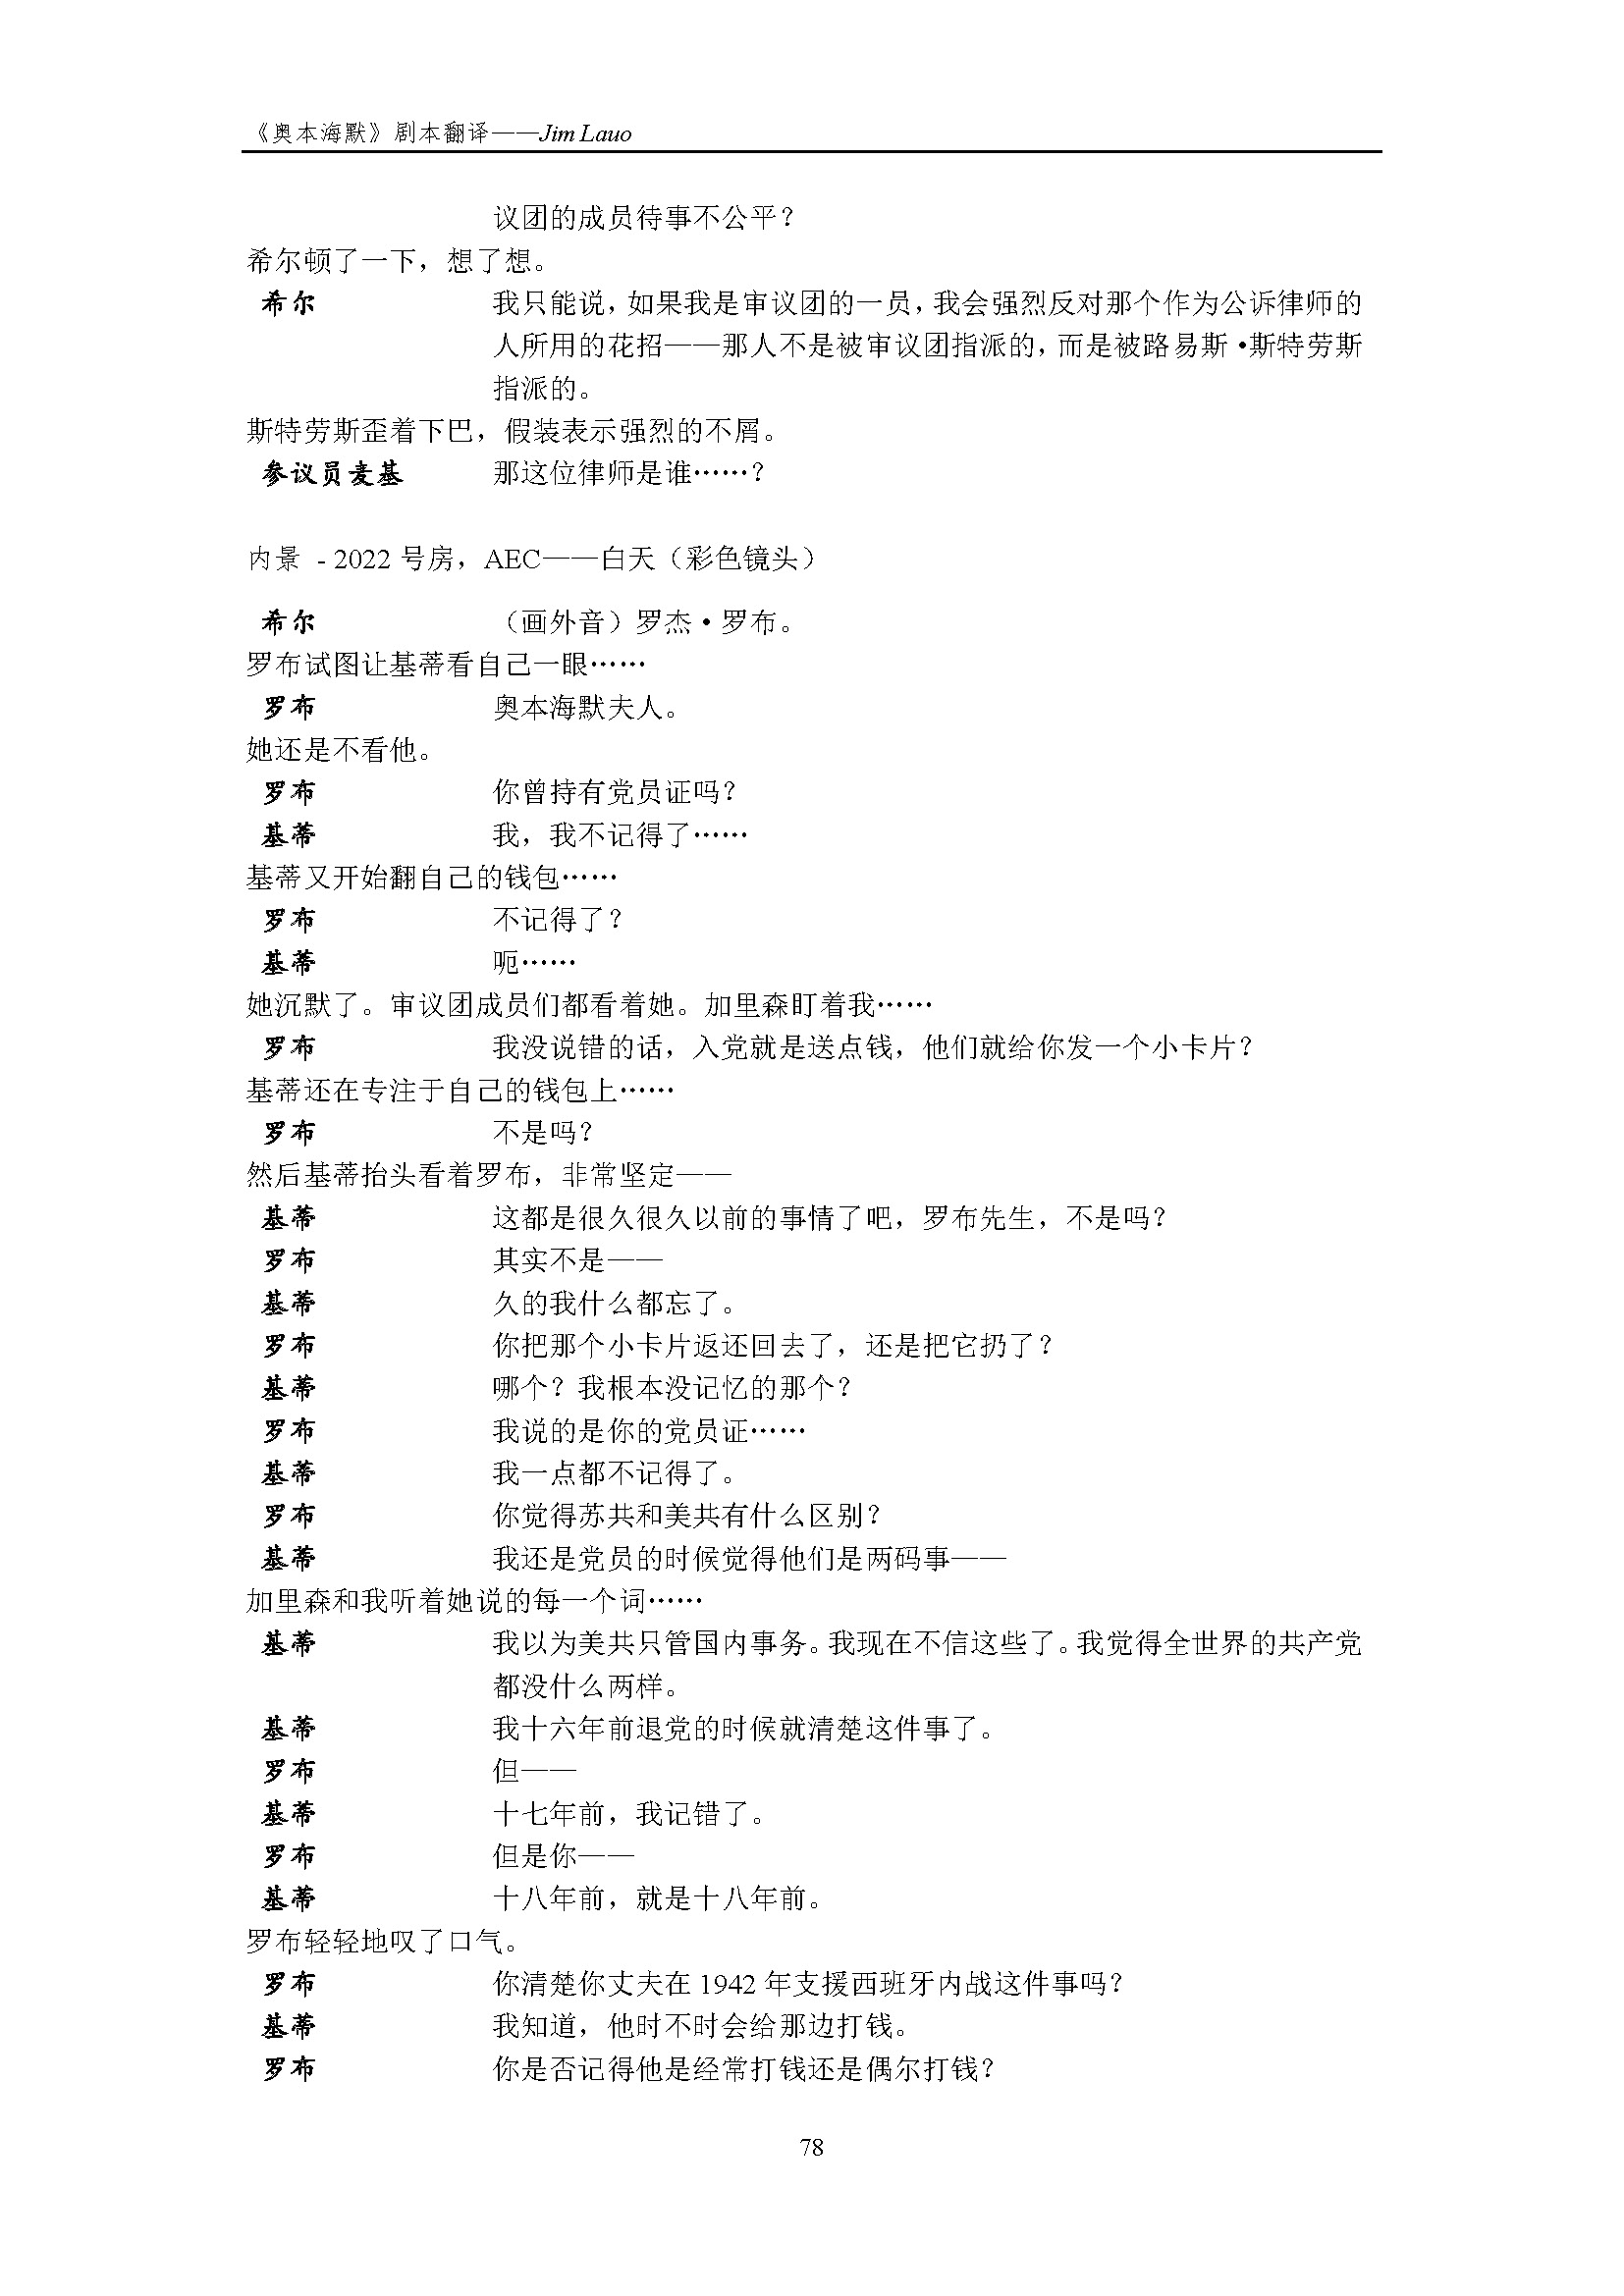 《奥本海默》剧本翻译——Jim Lauo
议团的成员待事不公平？
希尔顿了一下，想了想。
希尔 我只能说，如果我是审议团的一员，我会强烈反对那个作为公诉律师的
人所用的花招——那人不是被审议团指派的，而是被路易斯·斯特劳斯
指派的。
斯特劳斯歪着下巴，假装表示强烈的不屑。
参议员麦基 那这位律师是谁……？
内景 - 2022 号房，AEC——白天（彩色镜头）
希尔 （画外音）罗杰·罗布。
罗布试图让基蒂看自己一眼……
罗布 奥本海默夫人。
她还是不看他。
罗布 你曾持有党员证吗？
基蒂 我，我不记得了……
基蒂又开始翻自己的钱包……
罗布 不记得了？
基蒂 呃……
她沉默了。审议团成员们都看着她。加里森盯着我……
罗布 我没说错的话，入党就是送点钱，他们就给你发一个小卡片？
基蒂还在专注于自己的钱包上……
罗布 不是吗？
然后基蒂抬头看着罗布，非常坚定——
基蒂 这都是很久很久以前的事情了吧，罗布先生，不是吗？
罗布 其实不是——
基蒂 久的我什么都忘了。
罗布 你把那个小卡片返还回去了，还是把它扔了？
基蒂 哪个？我根本没记忆的那个？
罗布 我说的是你的党员证……
基蒂 我一点都不记得了。
罗布 你觉得苏共和美共有什么区别？
基蒂 我还是党员的时候觉得他们是两码事——
加里森和我听着她说的每一个词……
基蒂 我以为美共只管国内事务。我现在不信这些了。我觉得全世界的共产党
都没什么两样。
基蒂 我十六年前退党的时候就清楚这件事了。
罗布 但——
基蒂 十七年前，我记错了。
罗布 但是你——
基蒂 十八年前，就是十八年前。
罗布轻轻地叹了口气。
罗布 你清楚你丈夫在 1942 年支援西班牙内战这件事吗？
基蒂 我知道，他时不时会给那边打钱。
罗布 你是否记得他是经常打钱还是偶尔打钱？
78